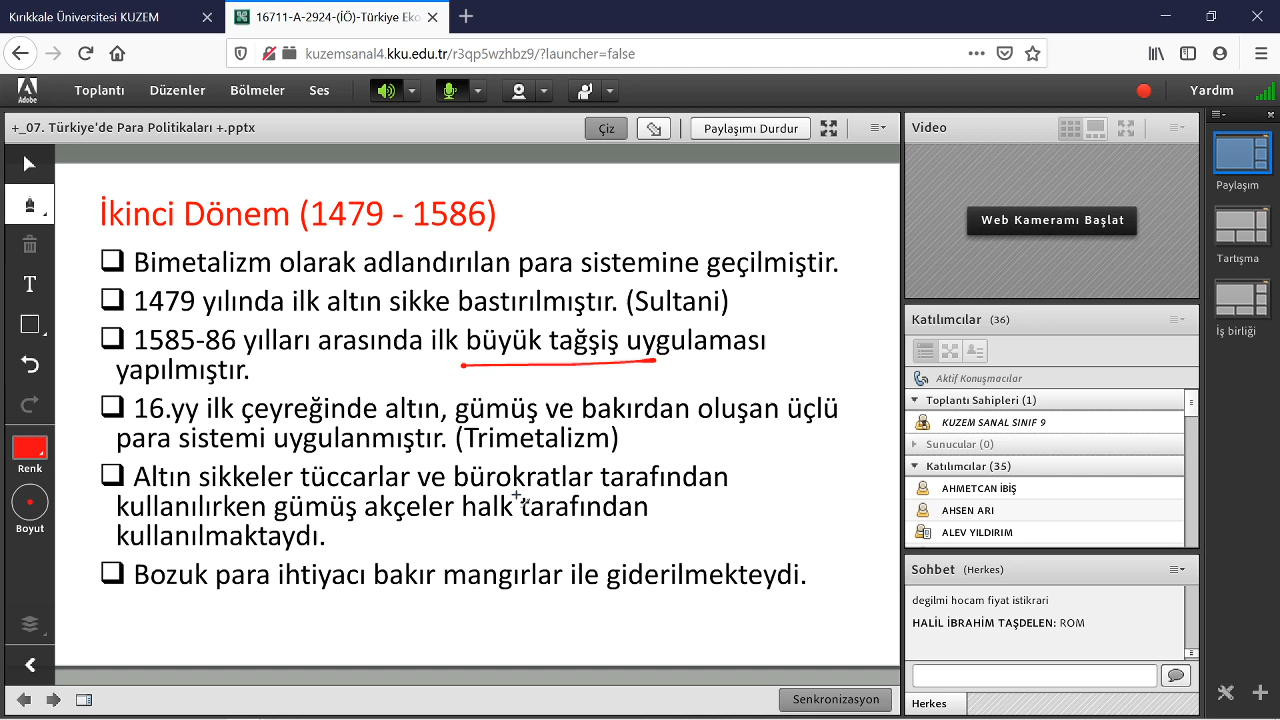 Kırıkkale Üniversitesi KUZEM
16711-A-2924-(İÖ)-Türkiye Eko
kuzemsanal4.kku.edu.tr/r3qp5wzhbz9/?launcher=false
Adobe
Toplantı Düzenler Bölmeler Ses Yardım
+_07. Türkiye'de Para Politikaları +.pptx
Çiz
Paylaşımı Durdur
İkinci Dönem (1479 - 1586)
Bimetalizm olarak adlandırılan para sistemine geçilmiştir.
1479 yılında ilk altın sikke bastırılmıştır. (Sultani)
1585-86 yılları arasında ilk büyük tağşiş uygulaması
yapılmıştır.
16.yy ilk çeyreğinde altın, gümüş ve bakırdan oluşan üçlü
para sistemi uygulanmıştır. (Trimetalizm)
Altın sikkeler tüccarlar ve bürokratlar tarafından
kullanılırken gümüş akçeler halk tarafından
kullanılmaktaydı.
Bozuk para ihtiyacı bakır mangırlar ile giderilmekteydi.
T
Renk
Boyut
Senkronizasyon
Video
Web Kameramı Başlat
Katılımcılar (36)
Aktif Konuşmacılar
Toplantı Sahipleri (1)
KUZEM SANAL SINIF 9
Sunucular (0)
Katılımcılar (35)
AHMETCAN İBİŞ
AHSEN ARI
ALEV YILDIRIM
Sohbet (Herkes)
degilmi hocam fiyat istikrari
HALİL İBRAHİM TAŞDELEN: ROM
Herkes
Paylaşım
Tartışma
İş birliği